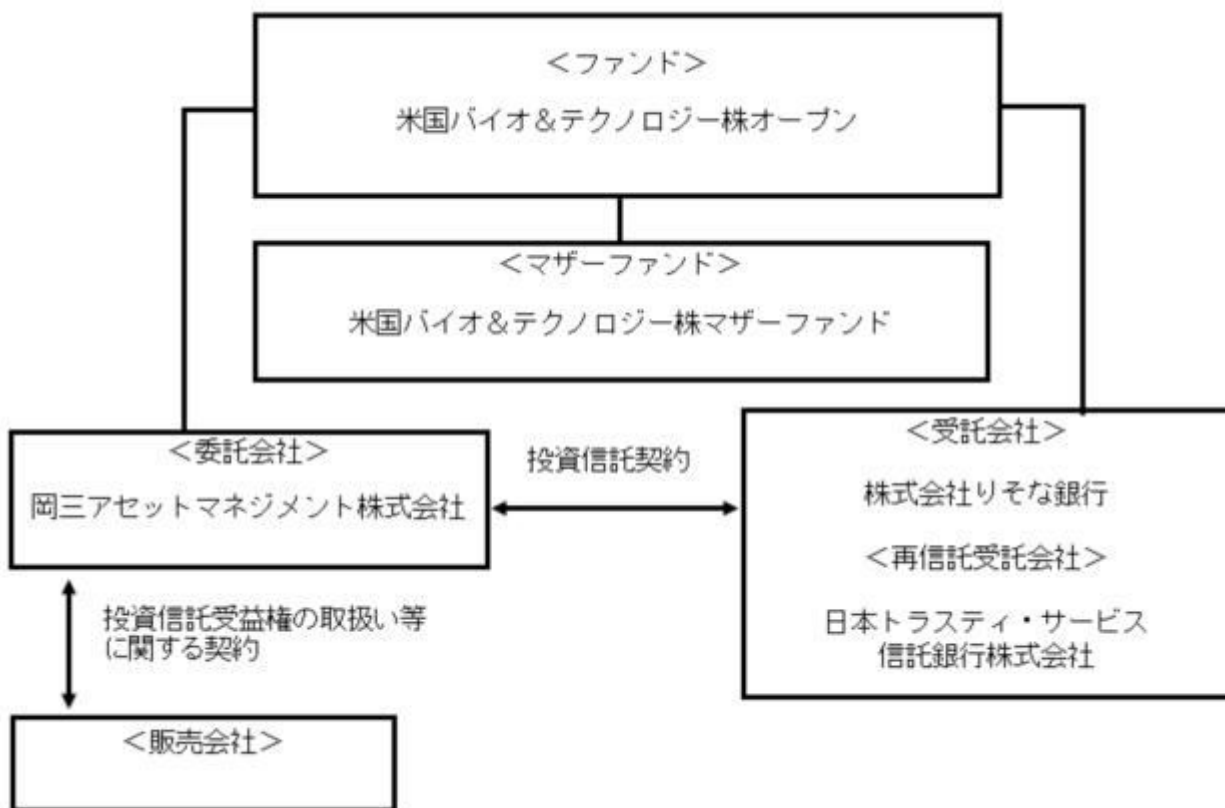 ＜ファンド＞
米国バイオ＆テクノロジー株オープン
＜マザーファンド＞
米国バイオ＆テクノロジー株マザーファンド
＜委託会社＞
岡三アセットマネジメント株式会社
投資信託契約
＜受託会社＞
株式会社りそな銀行
＜再信託受託会社＞
日本トラスティ・サービス
信託銀行株式会社
投資信託受益権の取扱い等
に関する契約
＜販売会社＞